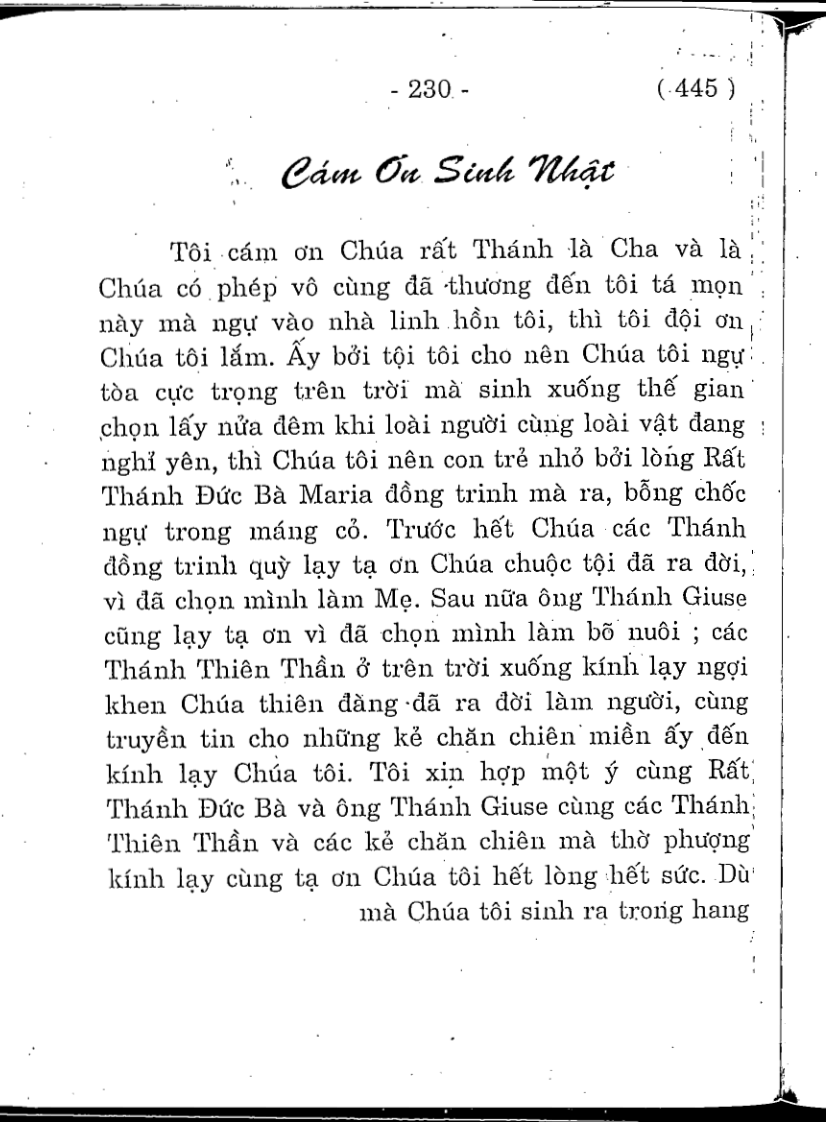 - 230 - ( 445 )
Cám Ơn Sinh Nhật
Tôi cám ơn Chúa rất Thánh là Cha và là
Chúa có phép vô cùng đã thương đến tôi tá mọn
này mà ngự vào nhà linh hồn tôi, thì tôi đội ơn
Chúa tôi lắm. Ấy bởi tội tôi cho nên Chúa tôi ngự
tòa cực trọng trên trời mà sinh xuống thế gian
chọn lấy nửa đêm khi loài người cùng loài vật đang
nghỉ yên, thì Chúa tôi nên con trẻ nhỏ bởi lòng Rất
Thánh Đức Bà Maria đồng trinh mà ra, bỗng chốc
ngự trong máng cỏ. Trước hết Chúa các Thánh
đồng trinh quỳ lạy tạ ơn Chúa chuộc tội đã ra đời,
vì đã chọn mình làm Mẹ. Sau nữa ông Thánh Giuse
cũng lạy tạ ơn vì đã chọn mình làm bõ nuôi ; các
Thánh Thiên Thần ở trên trời xuống kính lạy ngợi
khen Chúa thiên đàng đã ra đời làm người, cùng
truyền tin cho những kẻ chăn chiên miền ấy đến
kính lạy Chúa tôi. Tôi xin hợp một ý cùng Rất
Thánh Đức Bà và ông Thánh Giuse cùng các Thánh
Thiên Thần và các kẻ chăn chiên mà thờ phượng
kính lạy cùng tạ ơn Chúa tôi hết lòng hết sức. Dù
mà Chúa tôi sinh ra trong hang